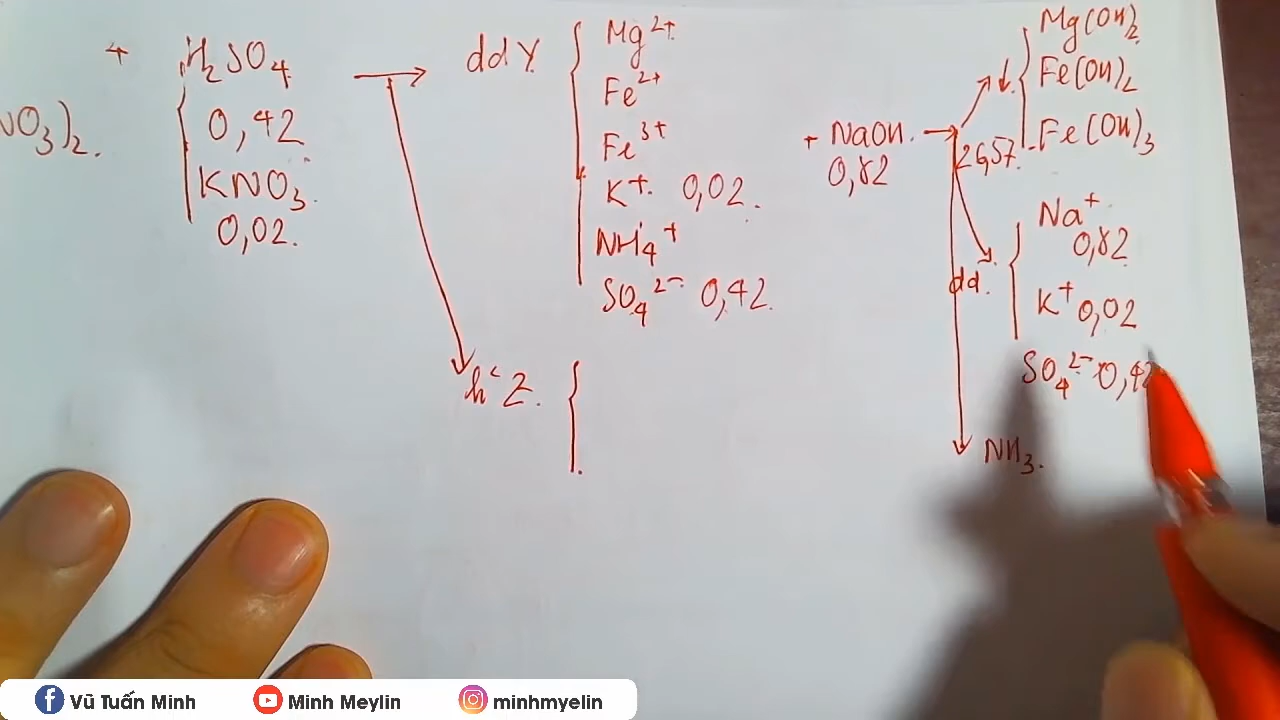 NO3)2.
+ H2SO4
0,42
KNO3.
0,02.
ddY
Mg2+
Fe2+
Fe3+
K+. 0,02.
NH4+
SO42- 0,42.
+ NaOH.
0,82
↓
26,57.
Mg(OH)2
Fe(OH)2
Fe(OH)3
dd.
Na+
0,82
K+ 0,02
SO42- 0,42
NH3.
Z.
Vũ Tuấn Minh
Minh Meylin
minhmyelin